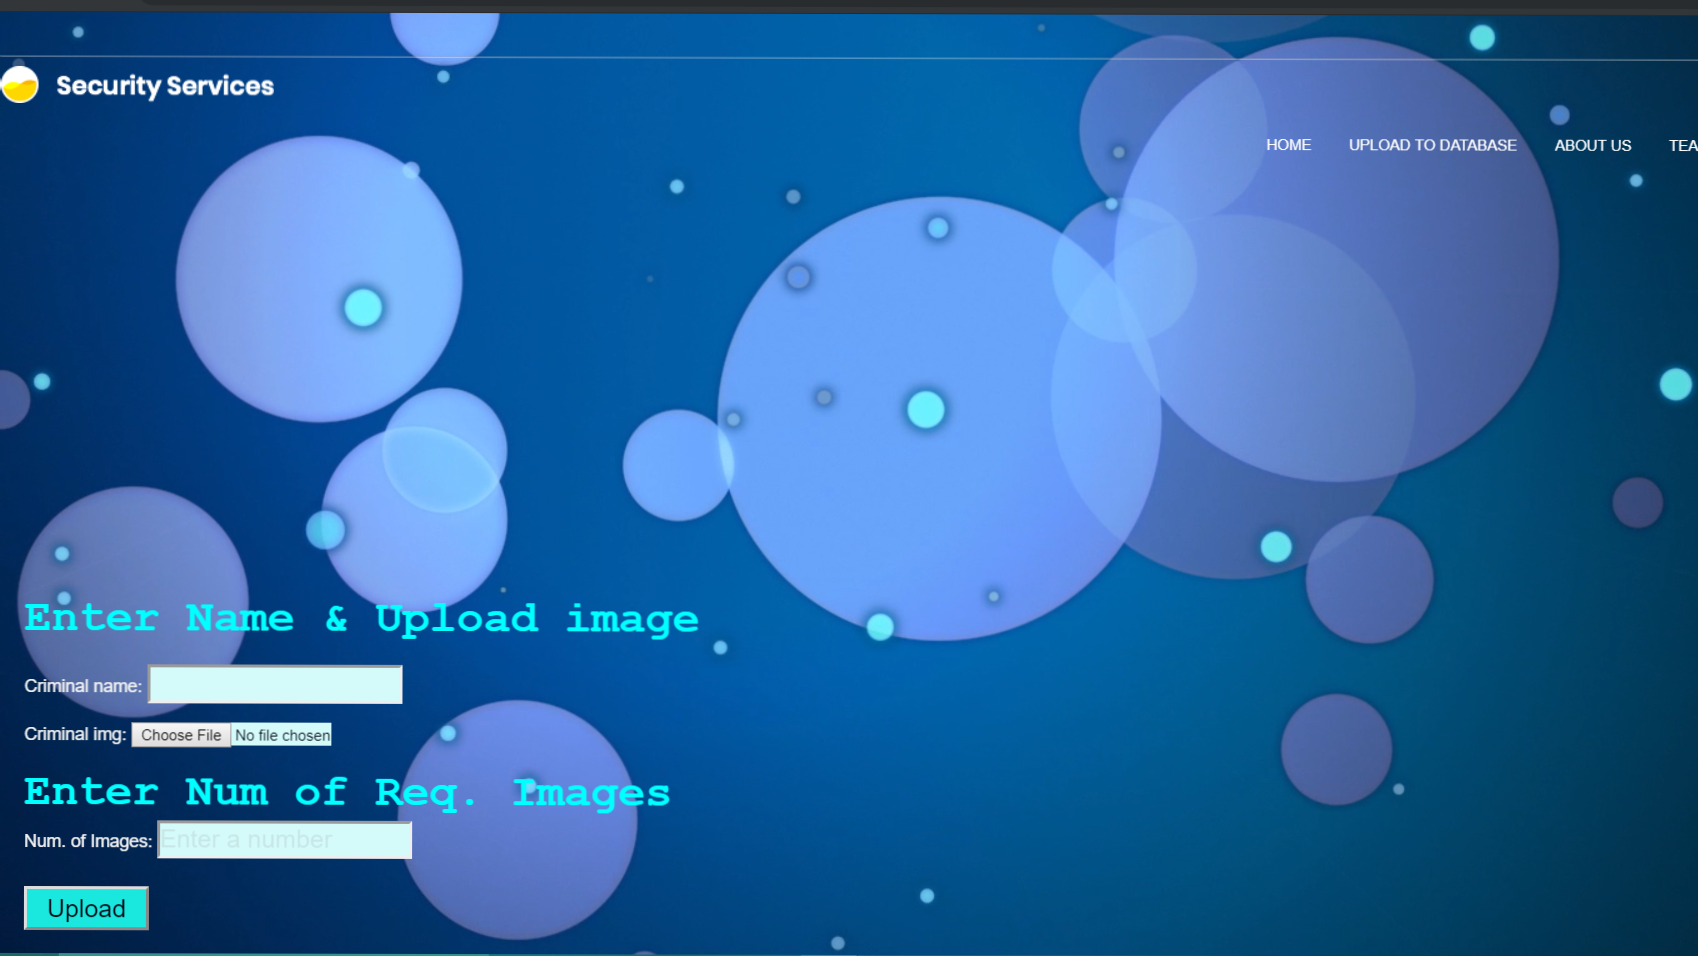 Security Services
HOME UPLOAD TO DATABASE ABOUT US TEA
Enter Name & Upload image
Criminal name:
Criminal img: Choose File No file chosen
Enter Num of Req. Images
Num. of Images: Enter a number
Upload